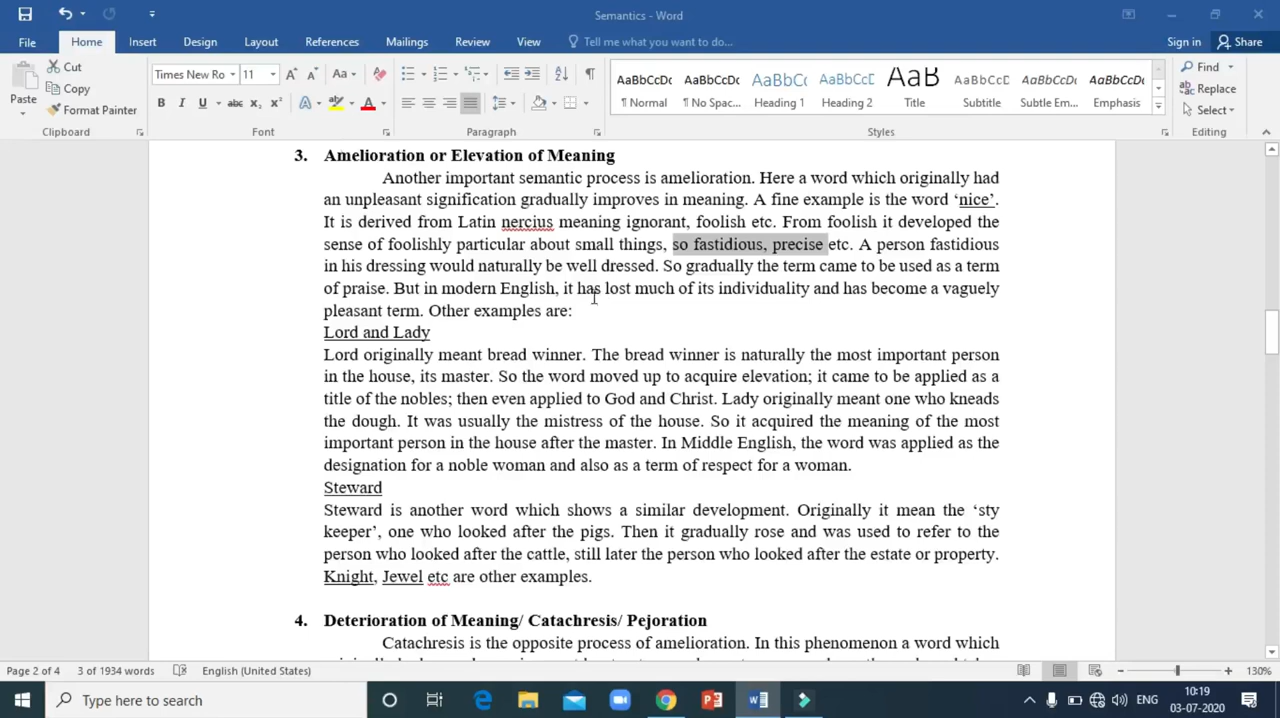 Semantics - Word
Sign in Share
File Home Insert Design Layout References Mailings Review View Tell me what you want to do...
Paste Cut Copy Format Painter
Times New Ro 11
AaBbCcDc AaBbCcDc AaBbCc AaBbCcE AaB AaBbCcD AaBbCcDc AaBbCcDc
¶ Normal ¶ No Spac... Heading 1 Heading 2 Title Subtitle Subtle Em... Emphasis
Find Replace Select
Clipboard Font Paragraph Styles Editing
3. Amelioration or Elevation of Meaning
Another important semantic process is amelioration. Here a word which originally had
an unpleasant signification gradually improves in meaning. A fine example is the word ‘nice’.
It is derived from Latin nercius meaning ignorant, foolish etc. From foolish it developed the
sense of foolishly particular about small things, so fastidious, precise etc. A person fastidious
in his dressing would naturally be well dressed. So gradually the term came to be used as a term
of praise. But in modern English, it has lost much of its individuality and has become a vaguely
pleasant term. Other examples are:
Lord and Lady
Lord originally meant bread winner. The bread winner is naturally the most important person
in the house, its master. So the word moved up to acquire elevation; it came to be applied as a
title of the nobles; then even applied to God and Christ. Lady originally meant one who kneads
the dough. It was usually the mistress of the house. So it acquired the meaning of the most
important person in the house after the master. In Middle English, the word was applied as the
designation for a noble woman and also as a term of respect for a woman.
Steward
Steward is another word which shows a similar development. Originally it mean the ‘sty
keeper’, one who looked after the pigs. Then it gradually rose and was used to refer to the
person who looked after the cattle, still later the person who looked after the estate or property.
Knight, Jewel etc are other examples.
4. Deterioration of Meaning/ Catachresis/ Pejoration
Catachresis is the opposite process of amelioration. In this phenomenon a word which
Page 2 of 4 3 of 1934 words English (United States) 130%
Type here to search
ENG 10:19
03-07-2020